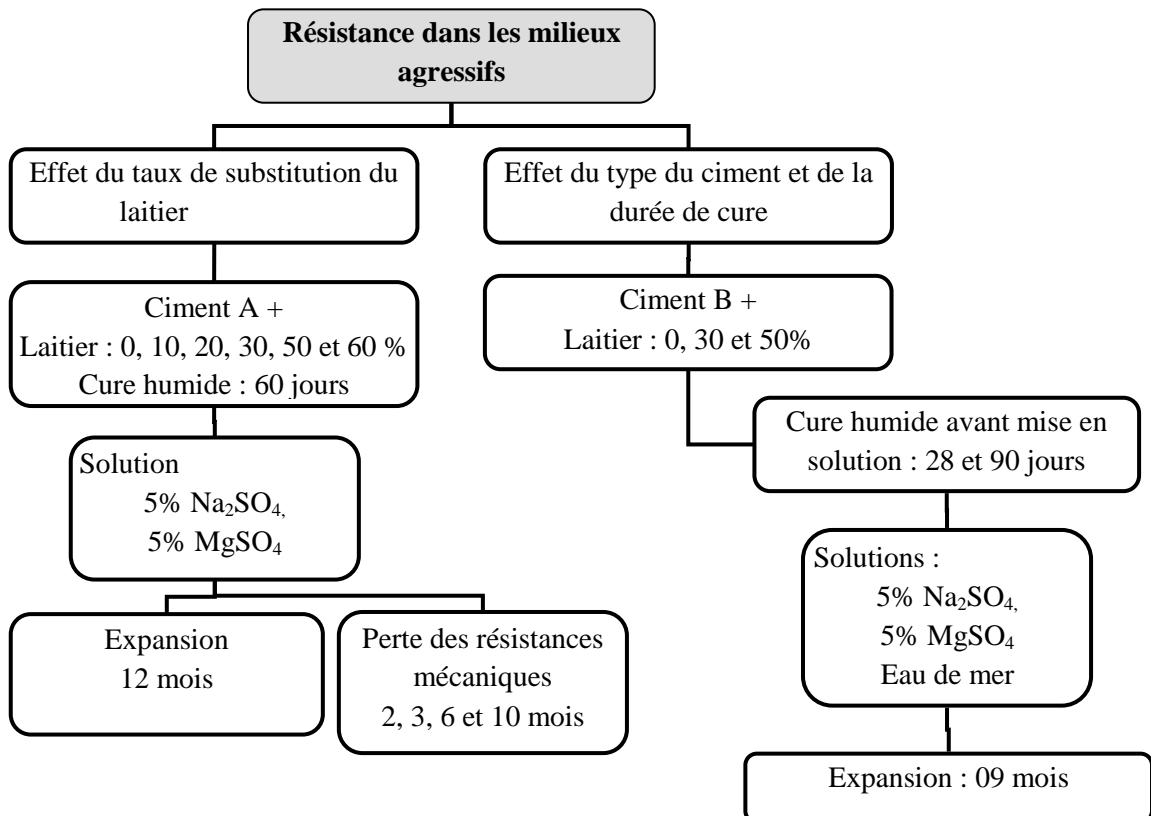 Résistance dans les milieux
agressifs
Effet du taux de substitution du
laitier
Effet du type du ciment et de la
durée de cure
Ciment A +
Laitier : 0, 10, 20, 30, 50 et 60 %
Cure humide : 60 jours
Ciment B +
Laitier : 0, 30 et 50%
Cure humide avant mise en
solution : 28 et 90 jours
Solution
5% Na₂SO₄,
5% MgSO₄
Solutions :
5% Na₂SO₄,
5% MgSO₄
Eau de mer
Expansion
12 mois
Perte des résistances
mécaniques
2, 3, 6 et 10 mois
Expansion : 09 mois